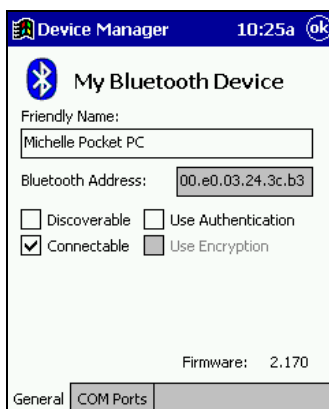 Device Manager 10:25a ok
My Bluetooth Device
Friendly Name:
Michelle Pocket PC
Bluetooth Address: 00.e0.03.24.3c.b3
Discoverable Use Authentication
Connectable Use Encryption
Firmware: 2.170
General COM Ports